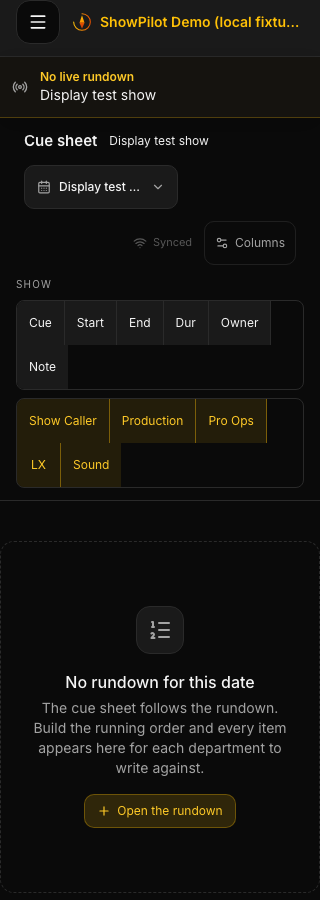 ShowPilot Demo (local fixtu...
No live rundown
Display test show
Cue sheet Display test show
Display test ...
Synced Columns
SHOW
Cue Start End Dur Owner
Note
Show Caller Production Pro Ops
LX Sound
No rundown for this date
The cue sheet follows the rundown.
Build the running order and every item
appears here for each department to
write against.
Open the rundown